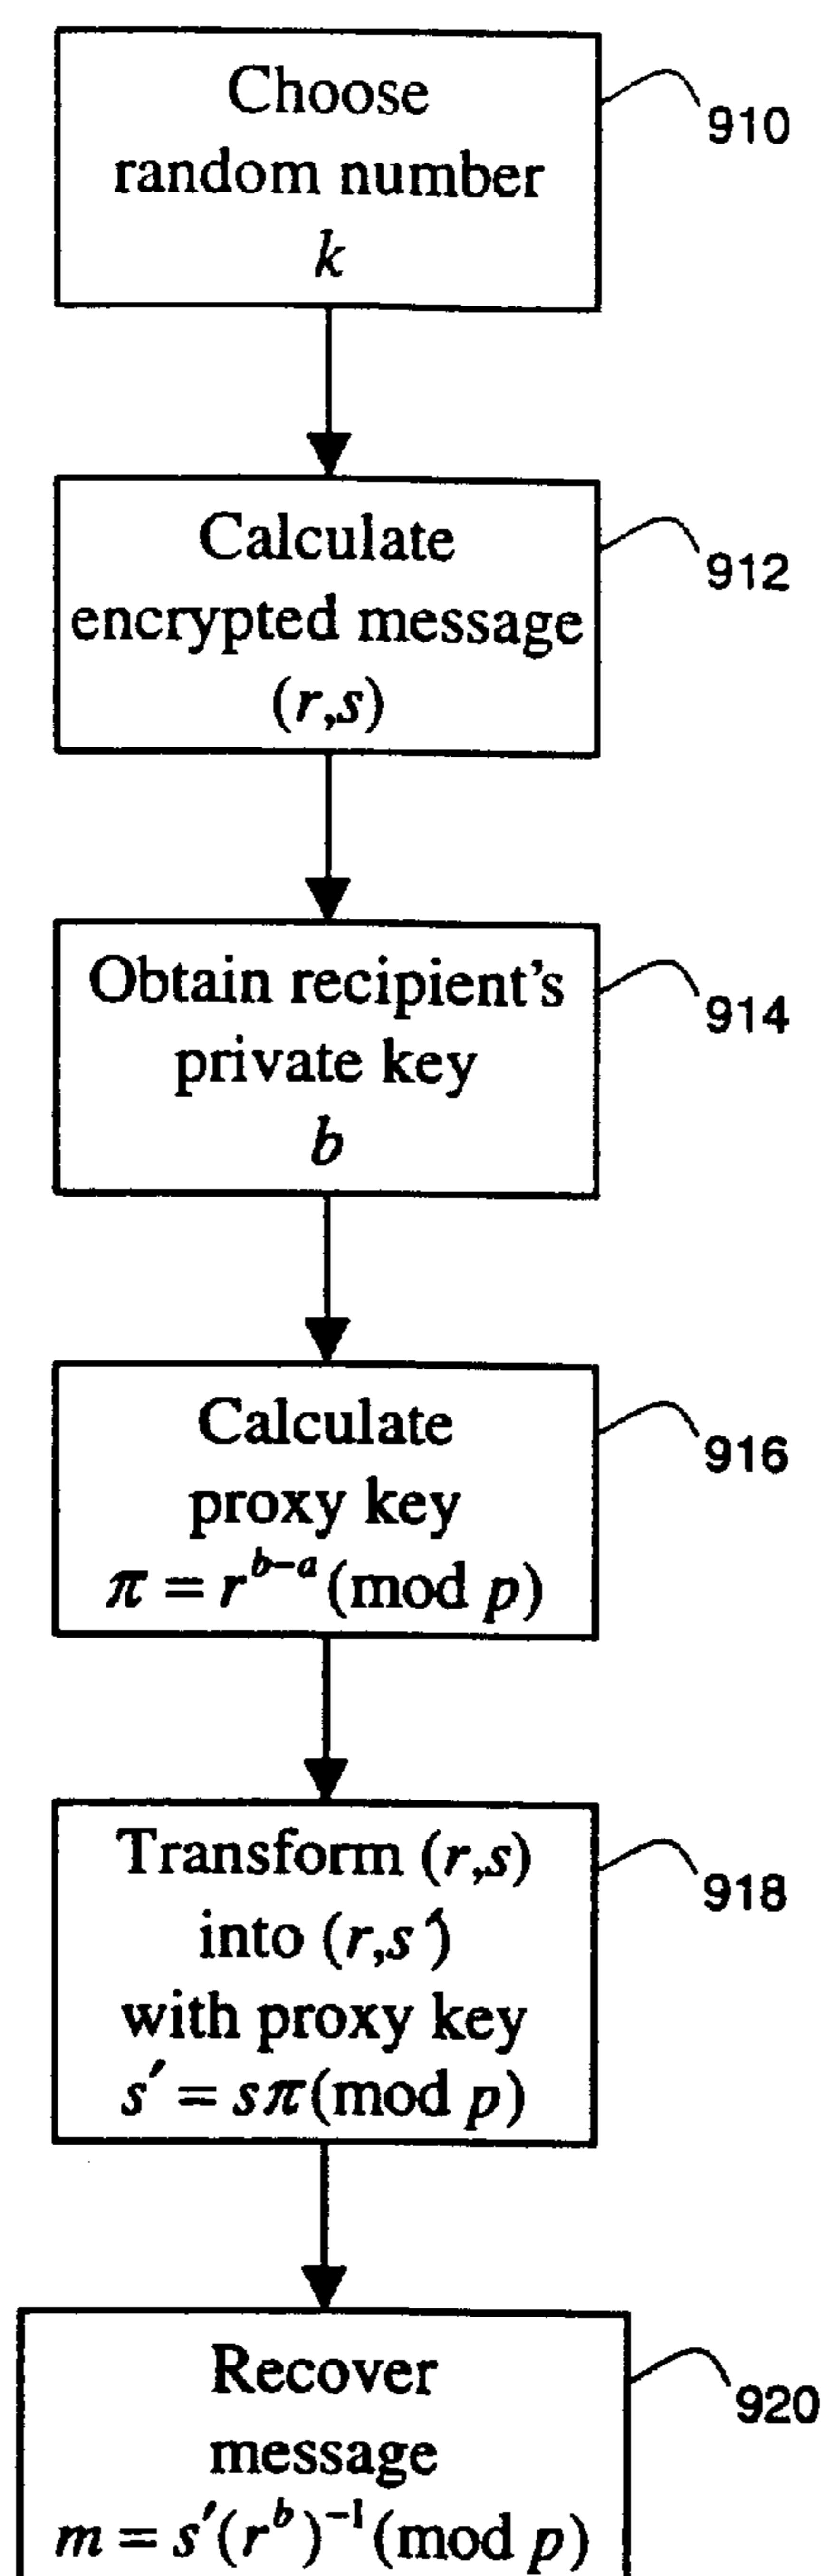 Choose
random number
k
910
Calculate
encrypted message
(r,s)
912
Obtain recipient's
private key
b
914
Calculate
proxy key
π = r^{b−a} (mod p)
916
Transform (r,s)
into (r,s′)
with proxy key
s′ = sπ(mod p)
918
Recover
message
m = s′(r^b)^{−1}(mod p)
920